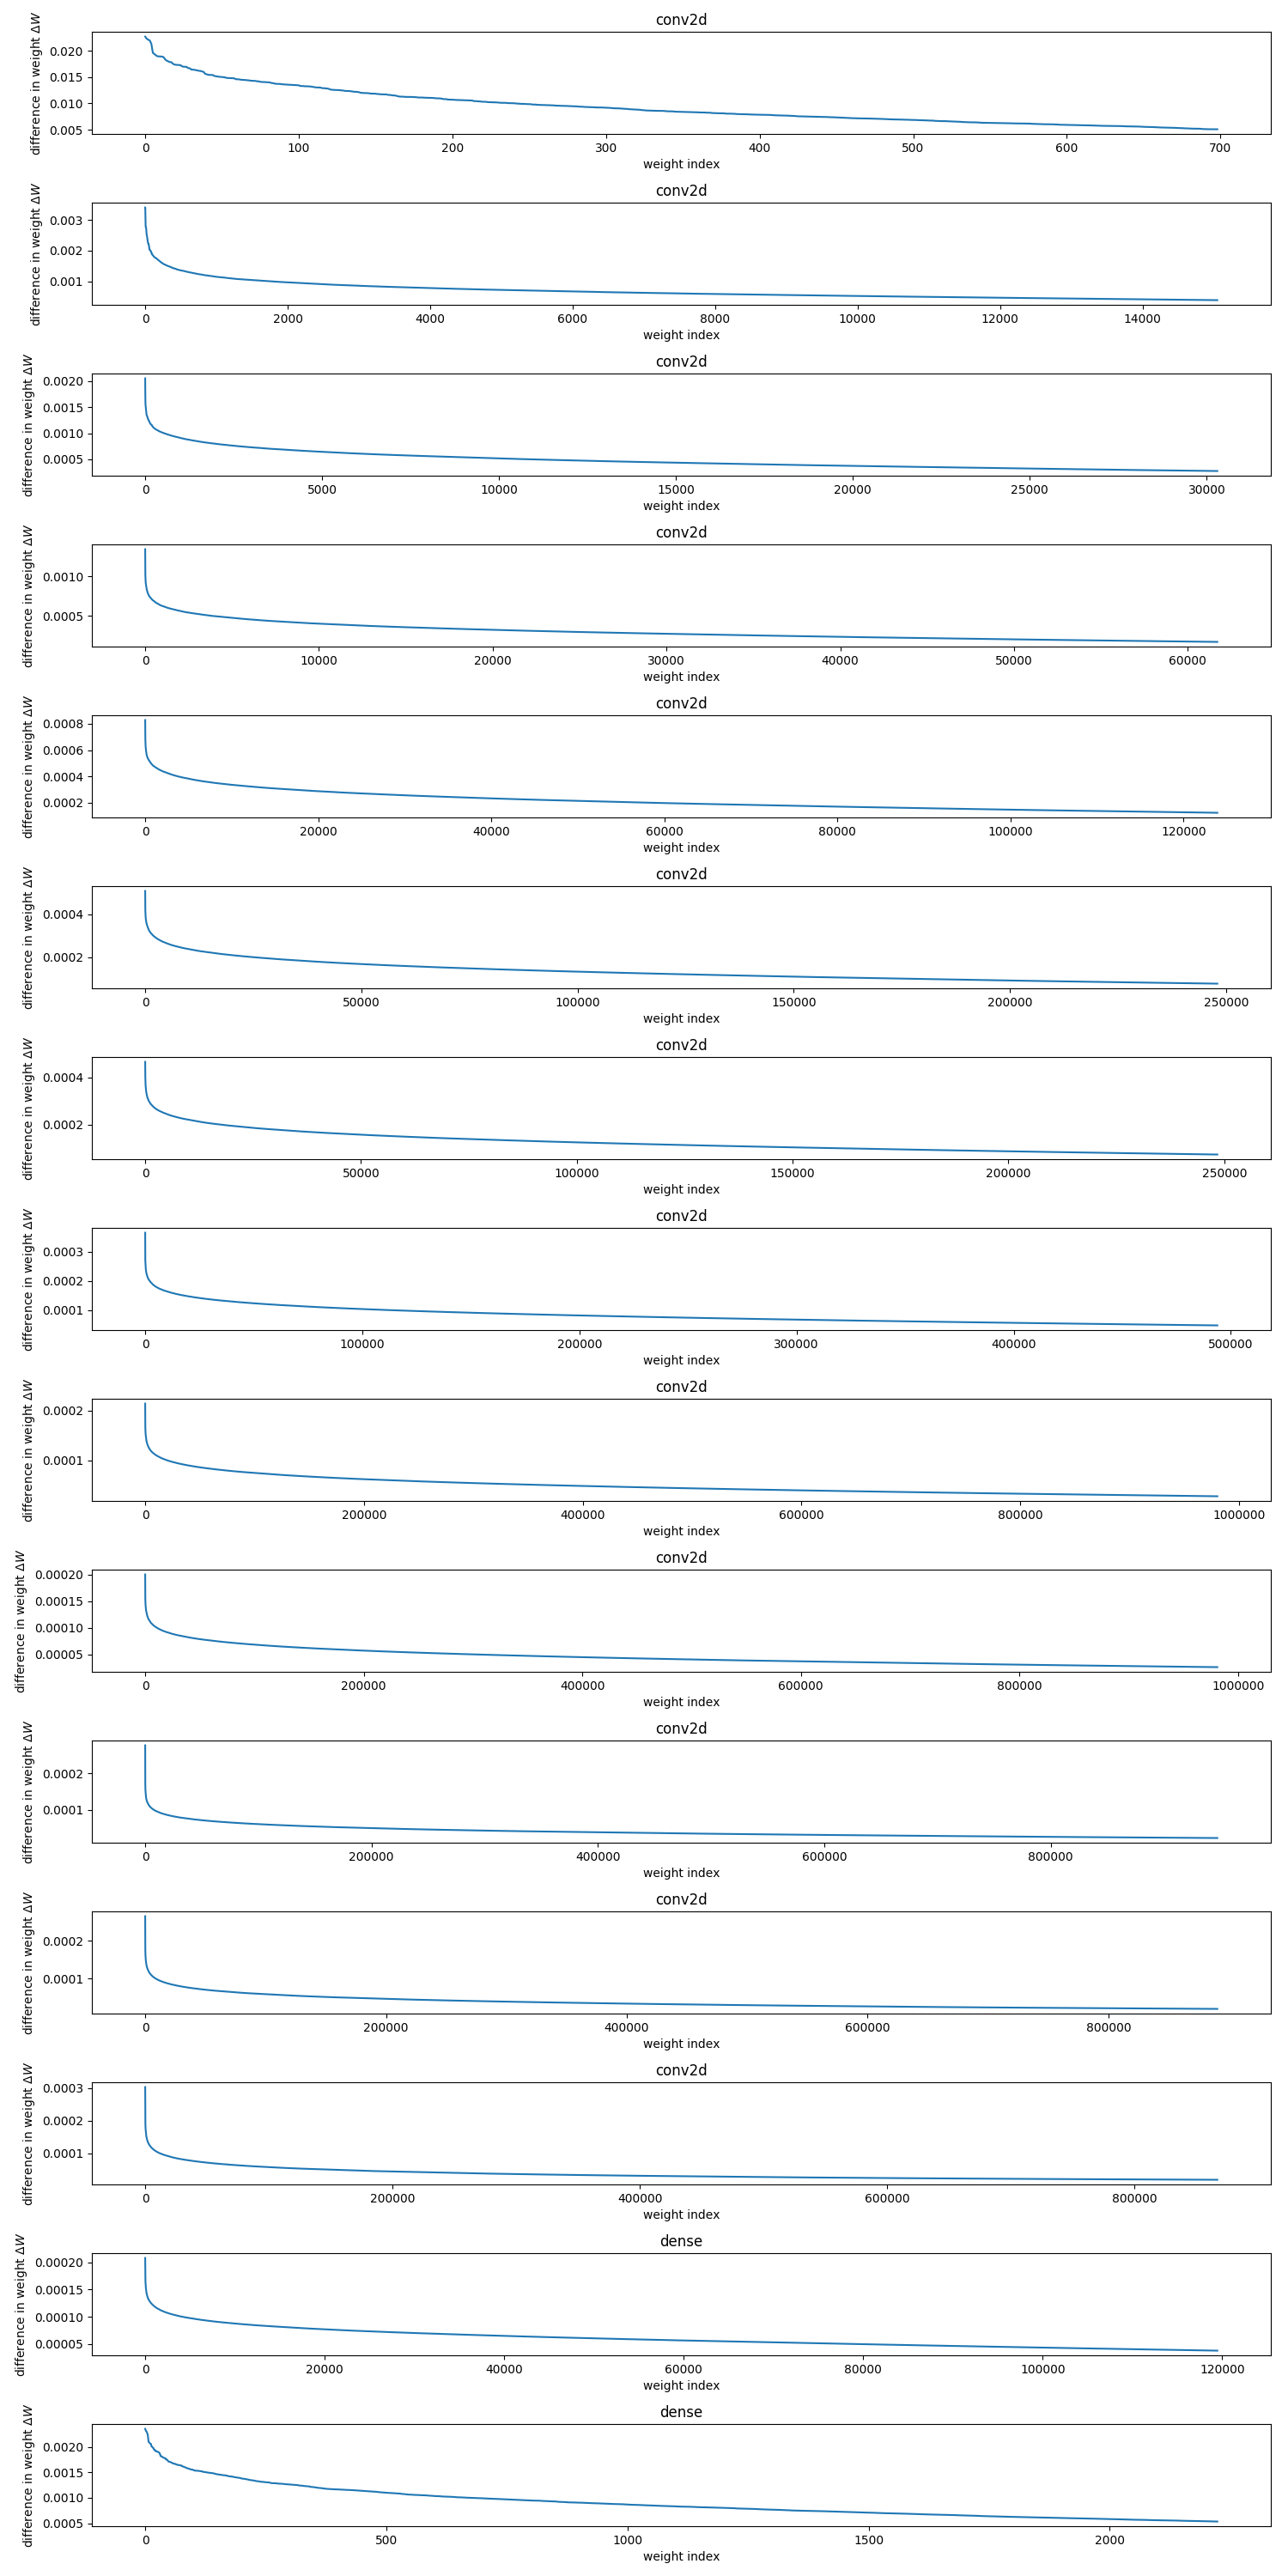 conv2d
difference in weight ΔW
0.020
0.015
0.010
0.005
0 100 200 300 400 500 600 700
weight index
conv2d
difference in weight ΔW
0.003
0.002
0.001
0 2000 4000 6000 8000 10000 12000 14000
weight index
conv2d
difference in weight ΔW
0.0020
0.0015
0.0010
0.0005
0 5000 10000 15000 20000 25000 30000
weight index
conv2d
difference in weight ΔW
0.0010
0.0005
0 10000 20000 30000 40000 50000 60000
weight index
conv2d
difference in weight ΔW
0.0008
0.0006
0.0004
0.0002
0 20000 40000 60000 80000 100000 120000
weight index
conv2d
difference in weight ΔW
0.0004
0.0002
0 50000 100000 150000 200000 250000
weight index
conv2d
difference in weight ΔW
0.0004
0.0002
0 50000 100000 150000 200000 250000
weight index
conv2d
difference in weight ΔW
0.0003
0.0002
0.0001
0 100000 200000 300000 400000 500000
weight index
conv2d
difference in weight ΔW
0.0002
0.0001
0 200000 400000 600000 800000 1000000
weight index
conv2d
difference in weight ΔW
0.00020
0.00015
0.00010
0.00005
0 200000 400000 600000 800000 1000000
weight index
conv2d
difference in weight ΔW
0.0002
0.0001
0 200000 400000 600000 800000
weight index
conv2d
difference in weight ΔW
0.0002
0.0001
0 200000 400000 600000 800000
weight index
conv2d
difference in weight ΔW
0.0003
0.0002
0.0001
0 200000 400000 600000 800000
weight index
dense
difference in weight ΔW
0.00020
0.00015
0.00010
0.00005
0 20000 40000 60000 80000 100000 120000
weight index
dense
difference in weight ΔW
0.0020
0.0015
0.0010
0.0005
0 500 1000 1500 2000
weight index